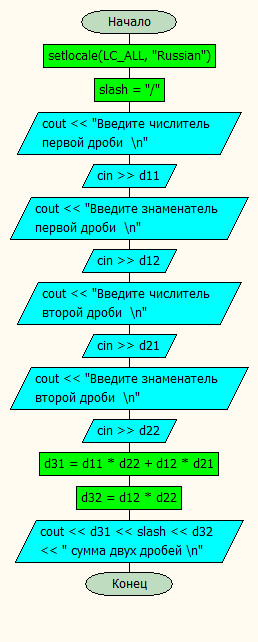 Начало
setlocale(LC_ALL, "Russian")
slash = "/"
cout << "Введите числитель
первой дроби  \n"
cin >> d11
cout << "Введите знаменатель
первой дроби  \n"
cin >> d12
cout << "Введите числитель
второй дроби  \n"
cin >> d21
cout << "Введите знаменатель
второй дроби  \n"
cin >> d22
d31 = d11 * d22 + d12 * d21
d32 = d12 * d22
cout << d31 << slash << d32
<< " сумма двух дробей \n"
Конец